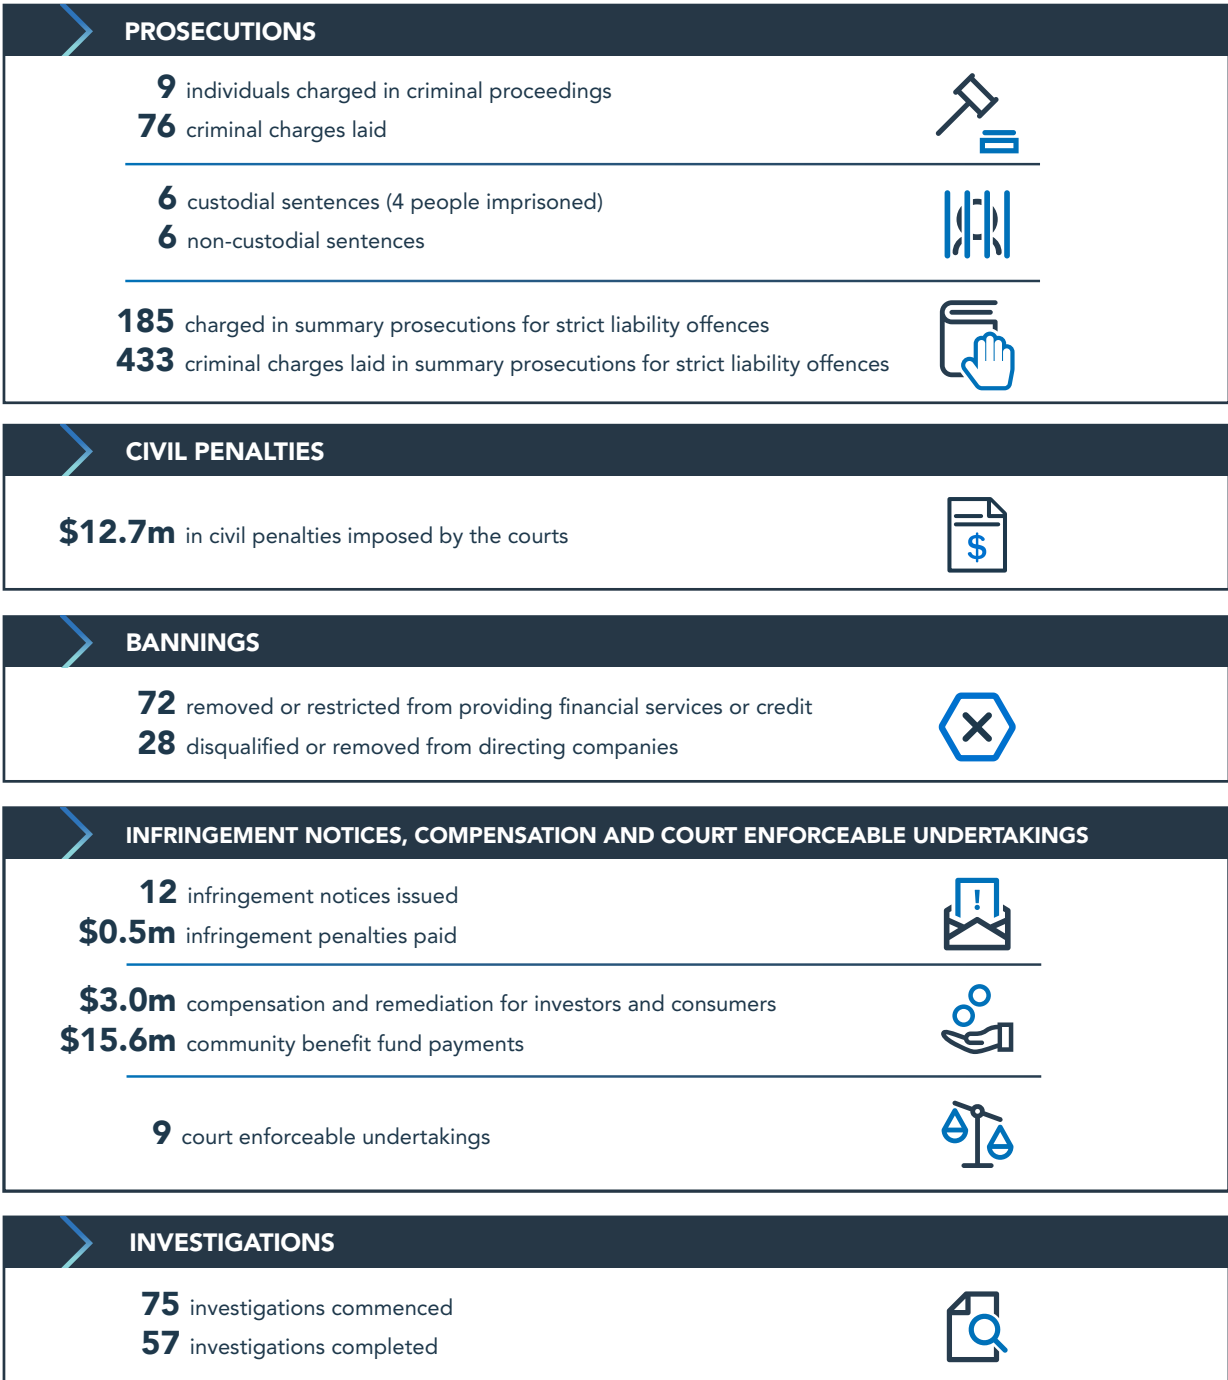 PROSECUTIONS
9 individuals charged in criminal proceedings
76 criminal charges laid
6 custodial sentences (4 people imprisoned)
6 non-custodial sentences
185 charged in summary prosecutions for strict liability offences
433 criminal charges laid in summary prosecutions for strict liability offences
CIVIL PENALTIES
$12.7m in civil penalties imposed by the courts
$
BANNINGS
72 removed or restricted from providing financial services or credit
28 disqualified or removed from directing companies
INFRINGEMENT NOTICES, COMPENSATION AND COURT ENFORCEABLE UNDERTAKINGS
12 infringement notices issued
!
$0.5m infringement penalties paid
$3.0m compensation and remediation for investors and consumers
$15.6m community benefit fund payments
9 court enforceable undertakings
INVESTIGATIONS
75 investigations commenced
57 investigations completed